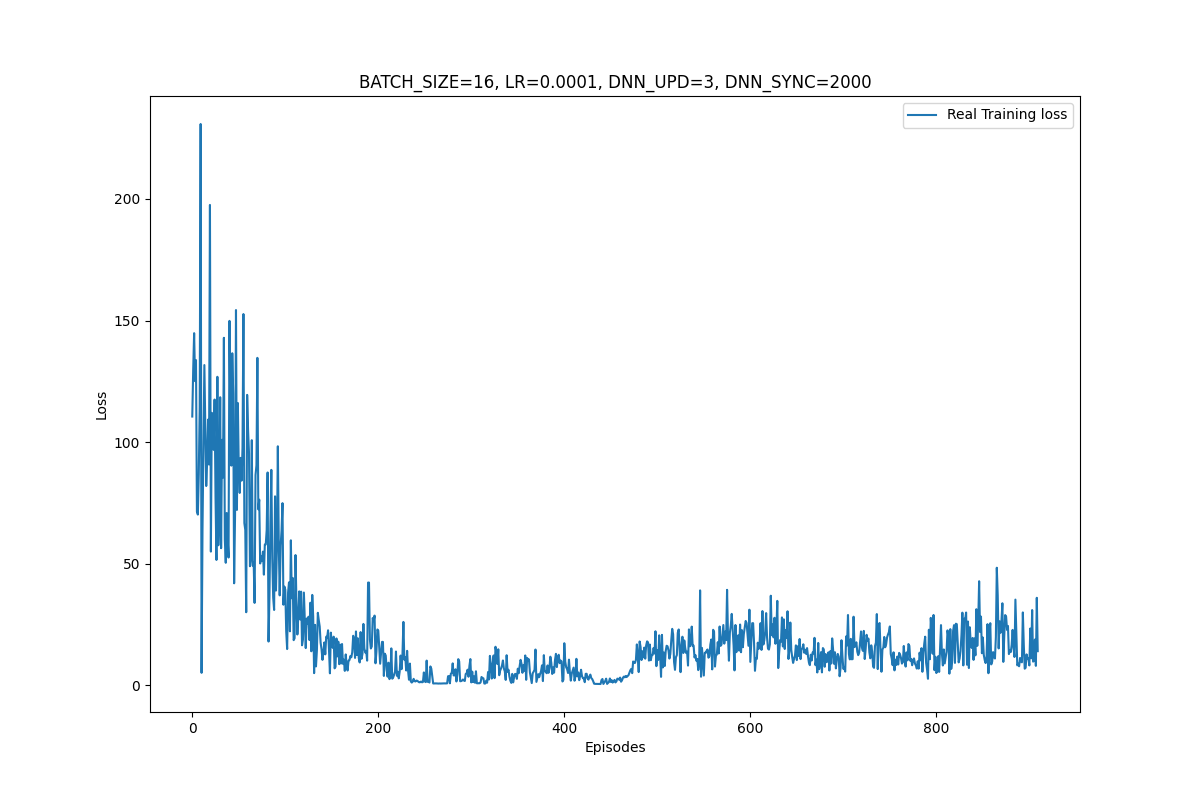 BATCH_SIZE=16, LR=0.0001, DNN_UPD=3, DNN_SYNC=2000
Real Training loss
200
150
100
50
0
Loss
0 200 400 600 800
Episodes